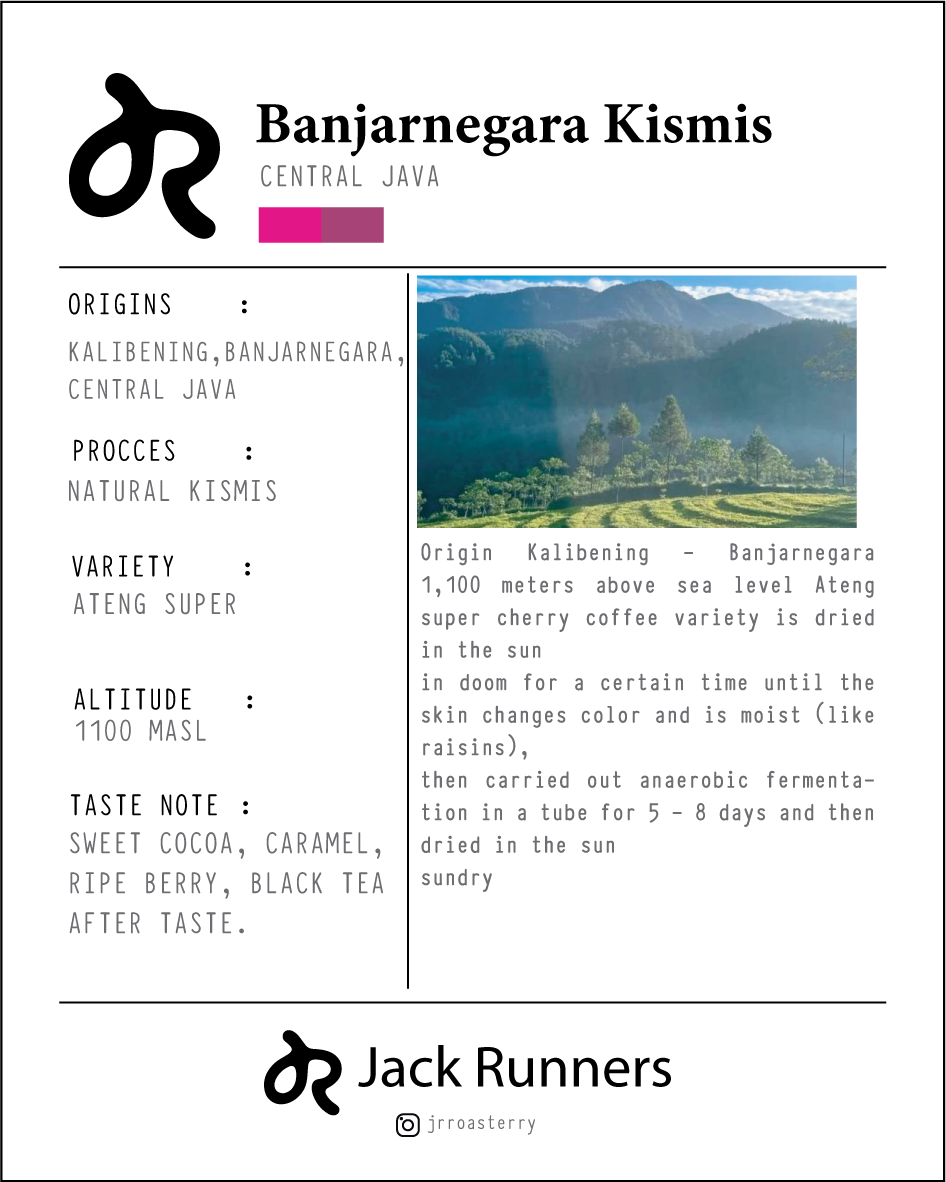 Banjarnegara Kismis
CENTRAL JAVA
ORIGINS :
KALIBENING,BANJARNEGARA,
CENTRAL JAVA
PROCCES :
NATURAL KISMIS
VARIETY :
ATENG SUPER
ALTITUDE :
1100 MASL
TASTE NOTE :
SWEET COCOA, CARAMEL,
RIPE BERRY, BLACK TEA
AFTER TASTE.
Origin Kalibening - Banjarnegara
1,100 meters above sea level Ateng
super cherry coffee variety is dried
in the sun
in doom for a certain time until the
skin changes color and is moist (like
raisins),
then carried out anaerobic fermenta-
tion in a tube for 5 - 8 days and then
dried in the sun
sundry
Jack Runners
jrroasterry